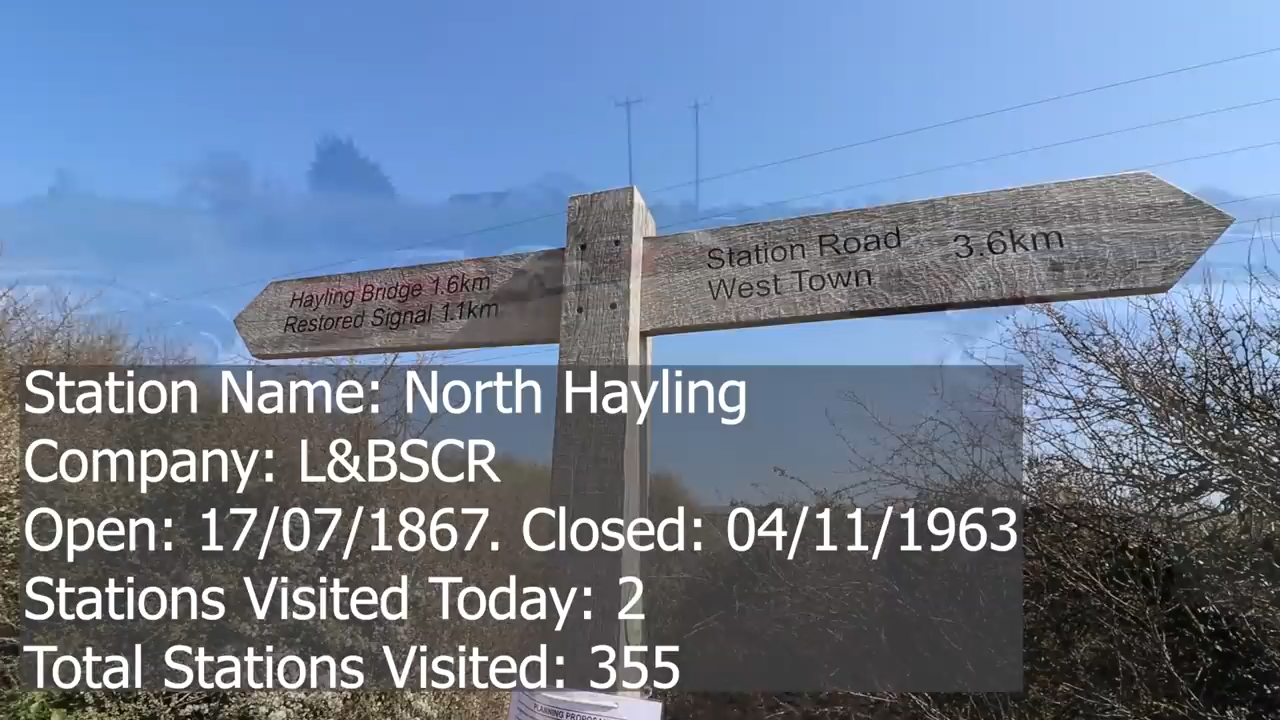 Hayling Bridge 1.6km
Restored Signal 1.1km
Station Road 3.6km
West Town
Station Name: North Hayling
Company: L&BSCR
Open: 17/07/1867. Closed: 04/11/1963
Stations Visited Today: 2
Total Stations Visited: 355
PLANNING